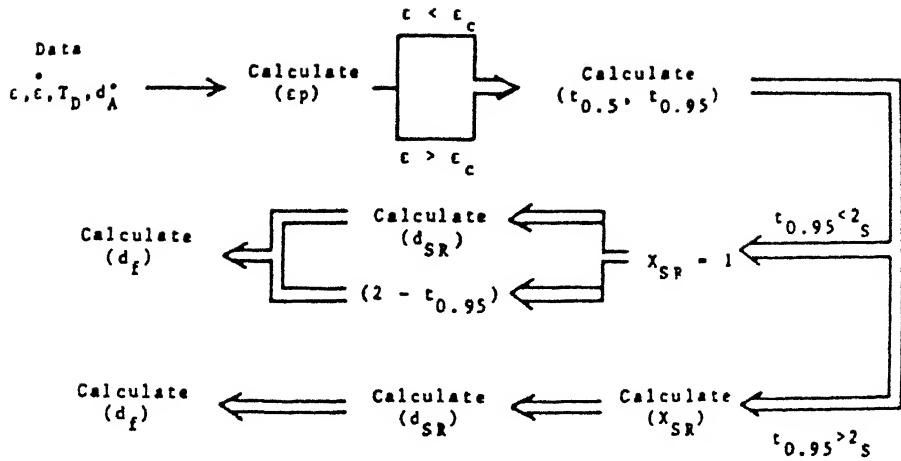 Data
ε, ε̇, T_D, d_A°
Calculate
(εp)
ε < ε_c
ε > ε_c
Calculate
(t_0.5, t_0.95)
t_0.95<2_s
Calculate
(d_f)
Calculate
(d_SR)
(2 - t_0.95)
X_SR = 1
Calculate
(d_f)
Calculate
(d_SR)
Calculate
(X_SR)
t_0.95>2_s